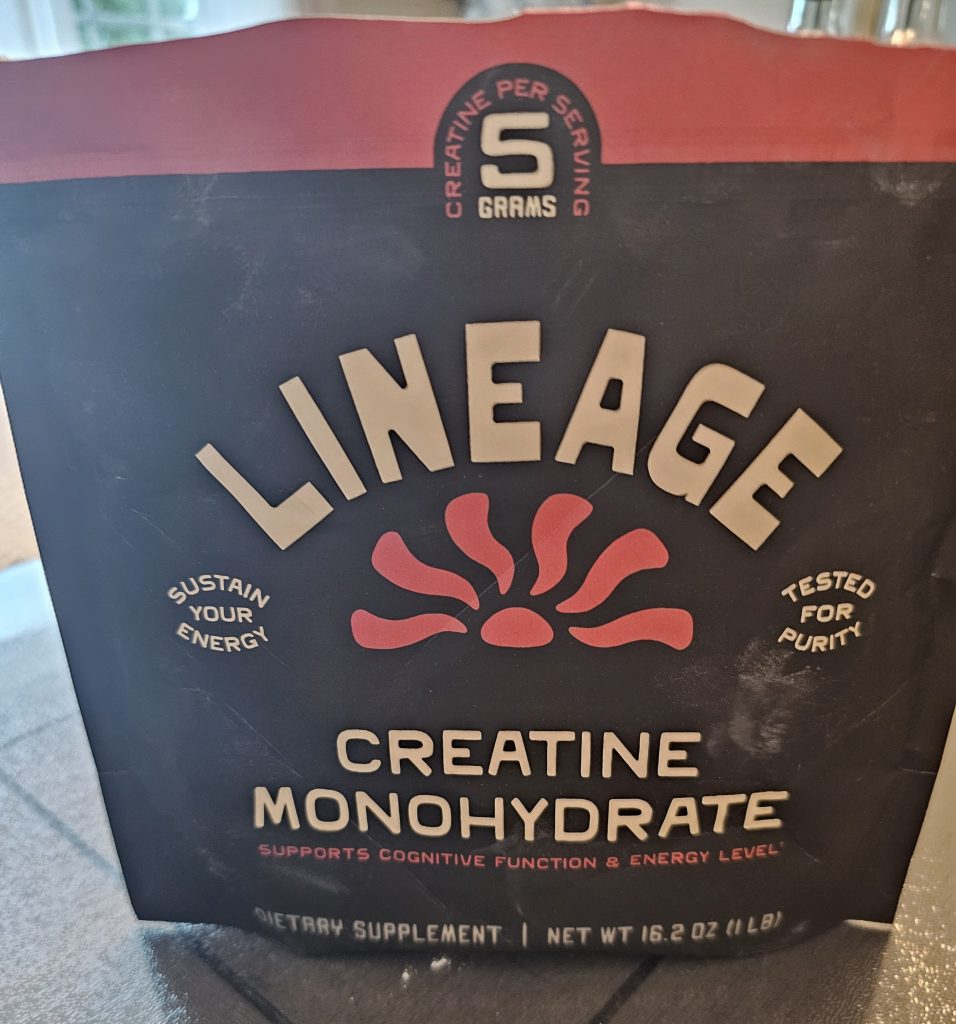 CREATINE PER SERVING
5
GRAMS
LINEAGE
SUSTAIN
YOUR
ENERGY
TESTED
FOR
PURITY
CREATINE
MONOHYDRATE
SUPPORTS COGNITIVE FUNCTION & ENERGY LEVEL†
DIETARY SUPPLEMENT | NET WT 16.2 OZ (1 LB)